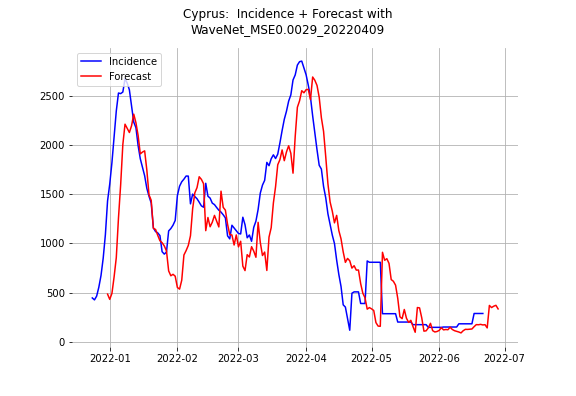 Cyprus:  Incidence + Forecast with
WaveNet_MSE0.0029_20220409
Incidence
Forecast
2500
2000
1500
1000
500
0
2022-01 2022-02 2022-03 2022-04 2022-05 2022-06 2022-07